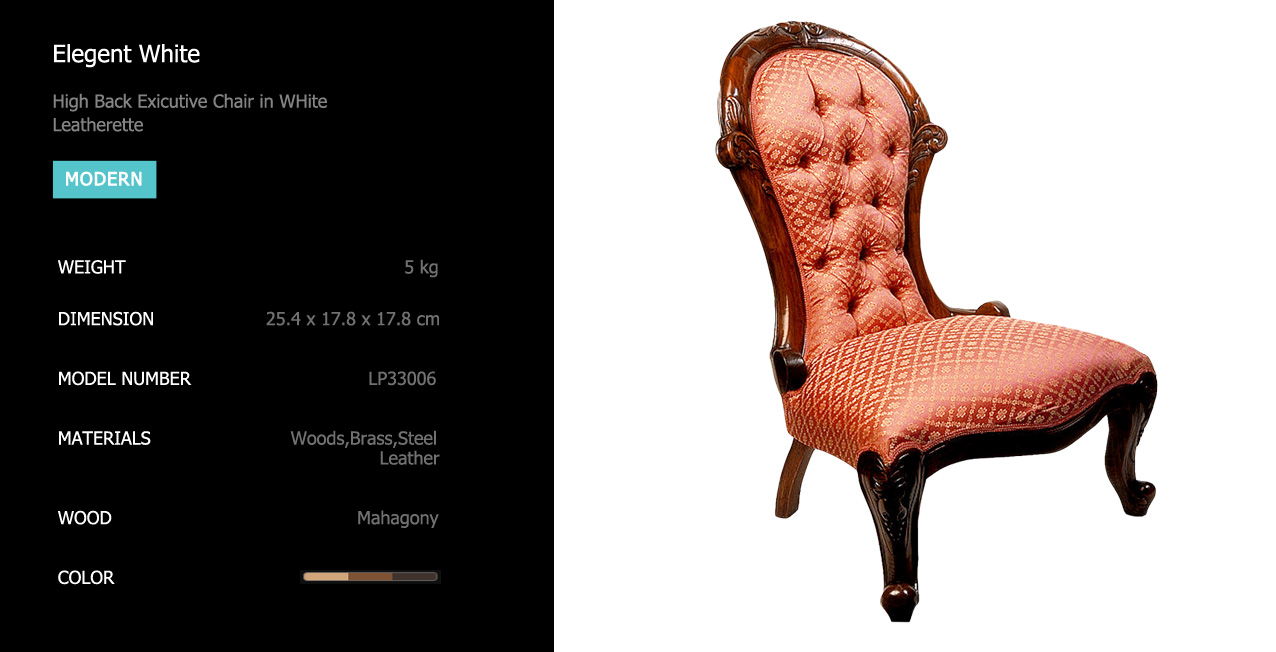 Elegent White
High Back Exicutive Chair in WHite
Leatherette
MODERN
WEIGHT 5 kg
DIMENSION 25.4 x 17.8 x 17.8 cm
MODEL NUMBER LP33006
MATERIALS Woods,Brass,Steel
Leather
WOOD Mahagony
COLOR